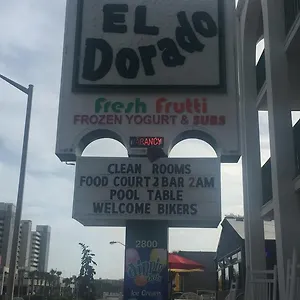 EL
Dorado
Fresh Frutti
FROZEN YOGURT & SUBS
VACANCY
CLEAN ROOMS
FOOD COURT 3 BAR 2AM
POOL TABLE
WELCOME BIKERS
2800